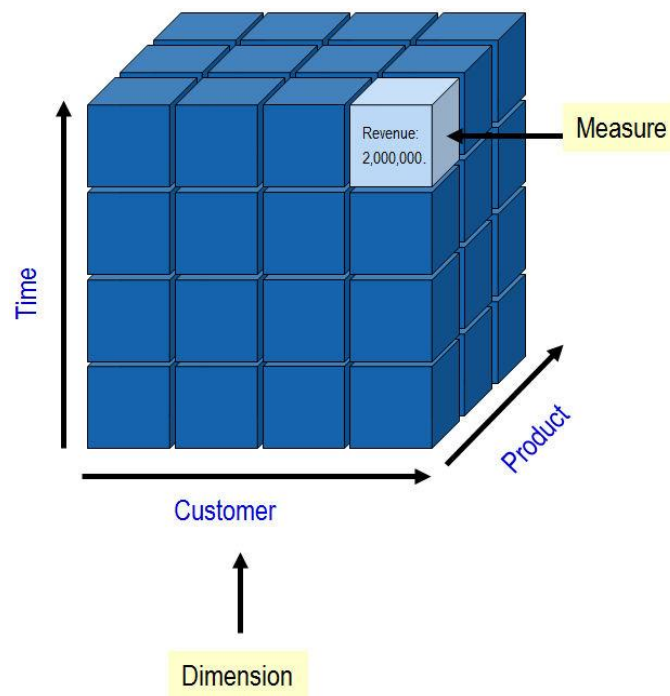 Revenue:
2,000,000.
Measure
Time
Product
Customer
Dimension